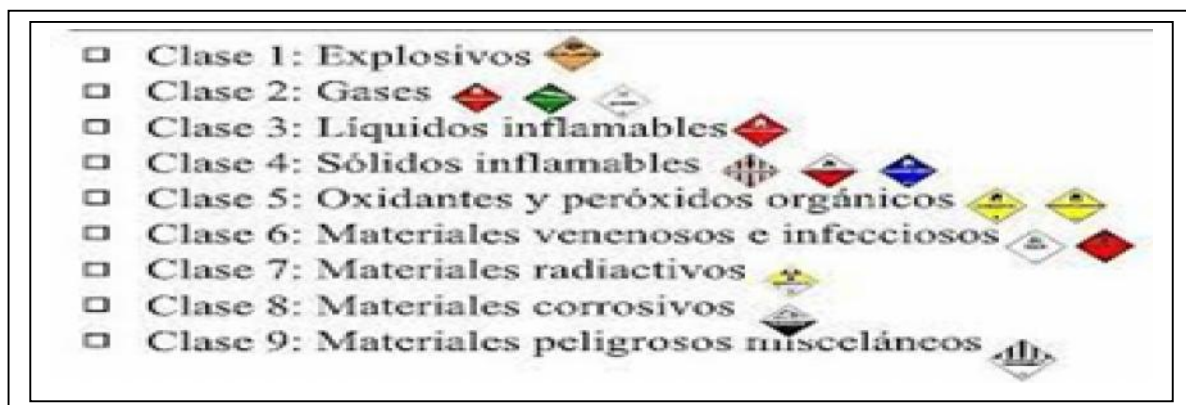 Clase 1: Explosivos
Clase 2: Gases
Clase 3: Líquidos inflamables
Clase 4: Sólidos inflamables
Clase 5: Oxidantes y peróxidos orgánicos
Clase 6: Materiales venenosos e infecciosos
Clase 7: Materiales radiactivos
Clase 8: Materiales corrosivos
Clase 9: Materiales peligrosos misceláneos